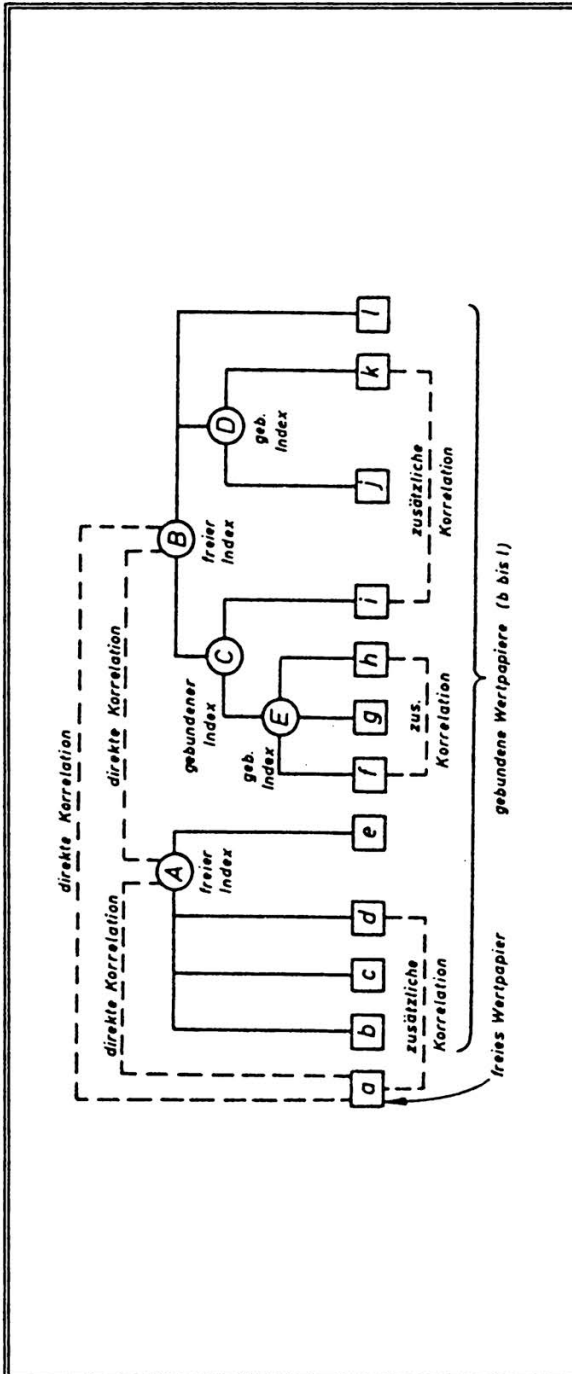 direkte Korrelation
direkte Korrelation
direkte Korrelation
A
freier
Index
B
freier
Index
gebundener
Index
C
D
geb.
Index
geb.
Index
E
a
b
c
d
e
f
g
h
i
j
k
l
zusätzliche
Korrelation
zus.
Korrelation
zusätzliche
Korrelation
freies Wertpapier
gebundene Wertpapiere (b bis l)